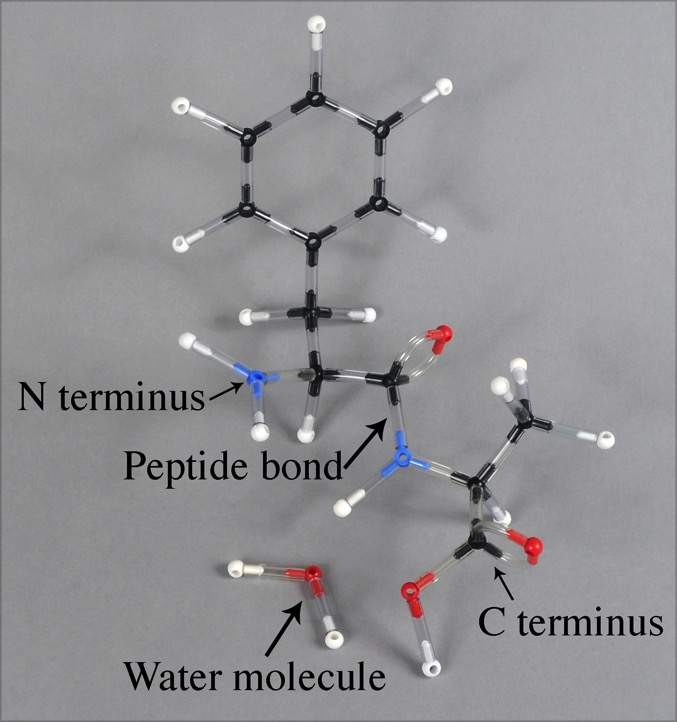 N terminus
Peptide bond
C terminus
Water molecule